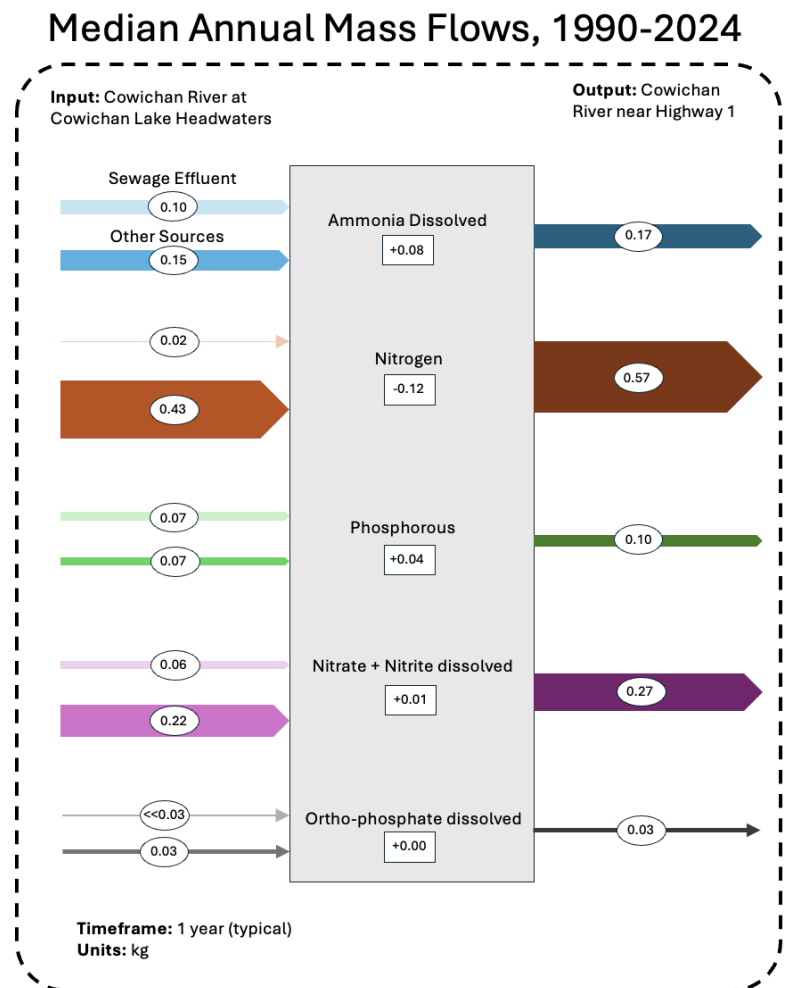 Median Annual Mass Flows, 1990-2024
Input: Cowichan River at
Cowichan Lake Headwaters
Output: Cowichan
River near Highway 1
Sewage Effluent
0.10
Other Sources
0.15
Ammonia Dissolved
+0.08
0.17
0.02
0.43
Nitrogen
-0.12
0.57
0.07
0.07
Phosphorous
+0.04
0.10
0.06
0.22
Nitrate + Nitrite dissolved
+0.01
0.27
<<0.03
0.03
Ortho-phosphate dissolved
+0.00
0.03
Timeframe: 1 year (typical)
Units: kg